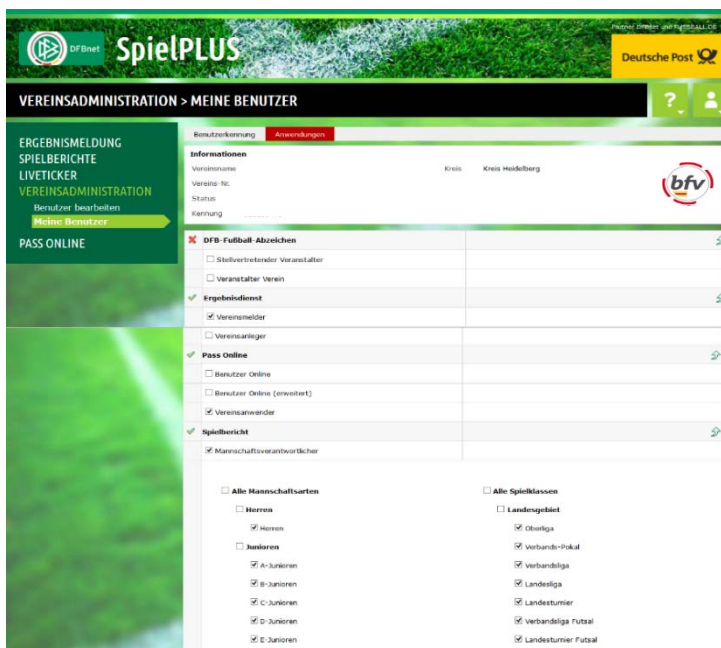 DFBnet SpielPLUS
Partner DFBnet und FUSSBALL.DE
Deutsche Post
VEREINSADMINISTRATION > MEINE BENUTZER
?
ERGEBNISMELDUNG
SPIELBERICHTE
LIVETICKER
VEREINSADMINISTRATION
Benutzer bearbeiten
Meine Benutzer
PASS ONLINE
Benutzerkennung Anwendungen
Informationen
Vereinsname Kreis Kreis Heidelberg
Vereins-Nr.
Status
Kennung
bfv
DFB-Fußball-Abzeichen
Stellvertretender Veranstalter
Veranstalter Verein
Ergebnisdienst
Vereinsmelder
Vereinsanleger
Pass Online
Benutzer Online
Benutzer Online (erweitert)
Vereinsanwender
Spielbericht
Mannschaftsverantwortlicher
Alle Mannschaftsarten
Herren
Herren
Junioren
A-Junioren
B-Junioren
C-Junioren
D-Junioren
E-Junioren
Alle Spielklassen
Landesgebiet
Oberliga
Verbands-Pokal
Verbandsliga
Landesliga
Landesturnier
Verbandsliga Futsal
Landesturnier Futsal